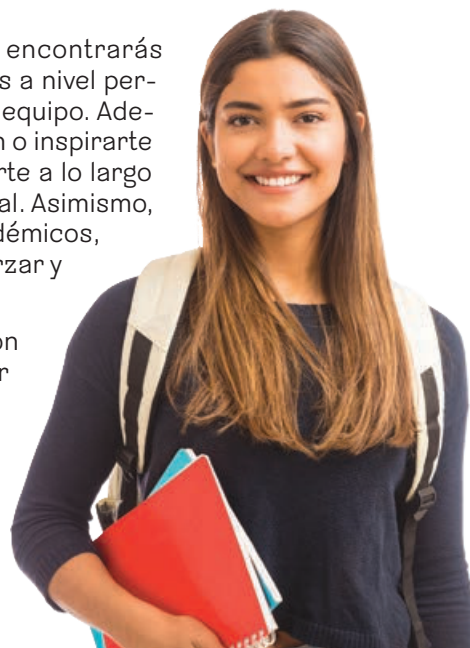 encontrarás
s a nivel per-
equipo. Ade-
n o inspirarte
rte a lo largo
al. Asimismo,
démicos,
rzar y
on
r